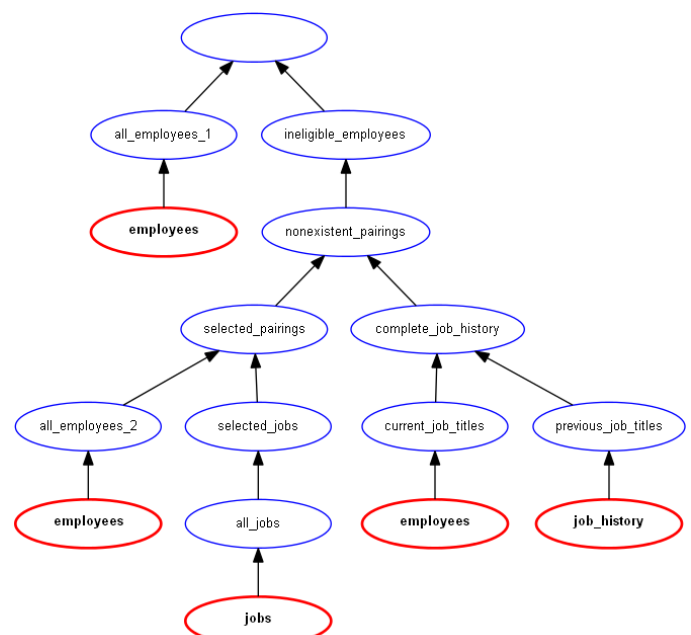 all_employees_1
ineligible_employees
employees
nonexistent_pairings
selected_pairings
complete_job_history
all_employees_2
selected_jobs
current_job_titles
previous_job_titles
employees
all_jobs
employees
job_history
jobs